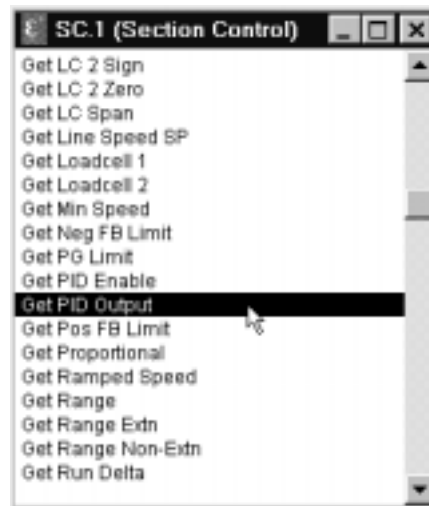 SC.1 (Section Control)
Get LC 2 Sign
Get LC 2 Zero
Get LC Span
Get Line Speed SP
Get Loadcell 1
Get Loadcell 2
Get Min Speed
Get Neg FB Limit
Get PG Limit
Get PID Enable
Get PID Output
Get Pos FB Limit
Get Proportional
Get Ramped Speed
Get Range
Get Range Extn
Get Range Non-Extn
Get Run Delta